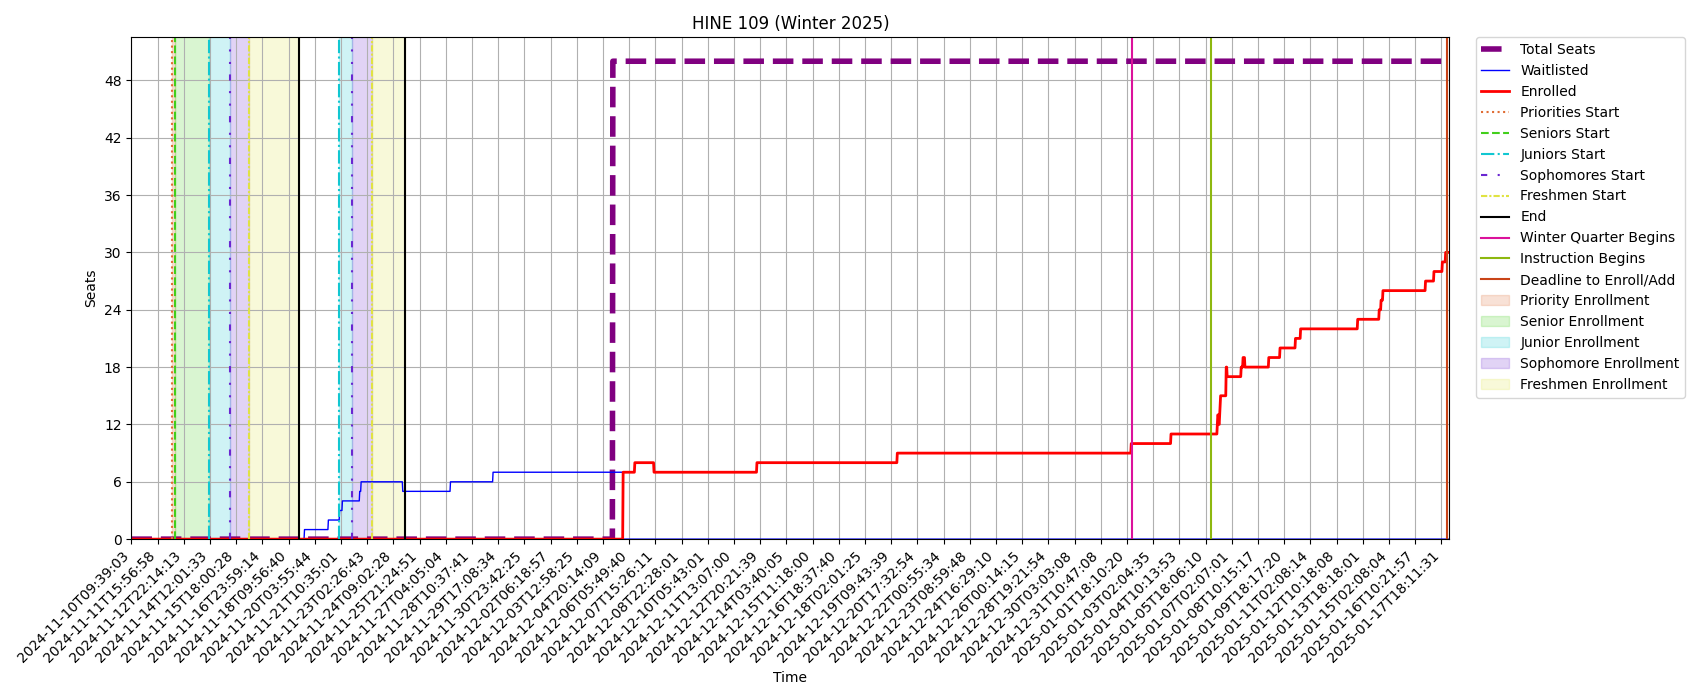 HINE 109 (Winter 2025)
Seats
48
42
36
30
24
18
12
6
0
2024-11-10T09:39:03
2024-11-11T15:56:58
2024-11-12T22:14:13
2024-11-14T12:01:33
2024-11-15T18:00:28
2024-11-16T23:59:14
2024-11-18T09:56:40
2024-11-20T03:55:44
2024-11-21T10:35:01
2024-11-23T02:26:43
2024-11-24T09:02:28
2024-11-25T21:24:51
2024-11-27T04:05:04
2024-11-28T10:37:41
2024-11-29T17:08:34
2024-11-30T23:42:25
2024-12-02T06:18:57
2024-12-03T12:58:25
2024-12-04T20:14:09
2024-12-06T05:49:40
2024-12-07T15:26:11
2024-12-08T22:28:01
2024-12-10T05:43:01
2024-12-11T13:07:00
2024-12-12T20:21:39
2024-12-14T03:40:05
2024-12-15T11:18:00
2024-12-16T18:37:40
2024-12-18T02:01:25
2024-12-19T09:43:39
2024-12-20T17:32:54
2024-12-22T00:55:34
2024-12-23T08:59:48
2024-12-24T16:29:10
2024-12-26T00:14:15
2024-12-28T19:21:54
2024-12-30T03:03:08
2024-12-31T10:47:08
2025-01-01T18:10:20
2025-01-03T02:04:35
2025-01-04T10:13:53
2025-01-05T18:06:10
2025-01-07T02:07:01
2025-01-08T10:15:17
2025-01-09T18:17:20
2025-01-11T02:08:14
2025-01-12T10:18:08
2025-01-13T18:18:01
2025-01-15T02:08:04
2025-01-16T10:21:57
2025-01-17T18:11:31
Time
Total Seats
Waitlisted
Enrolled
Priorities Start
Seniors Start
Juniors Start
Sophomores Start
Freshmen Start
End
Winter Quarter Begins
Instruction Begins
Deadline to Enroll/Add
Priority Enrollment
Senior Enrollment
Junior Enrollment
Sophomore Enrollment
Freshmen Enrollment